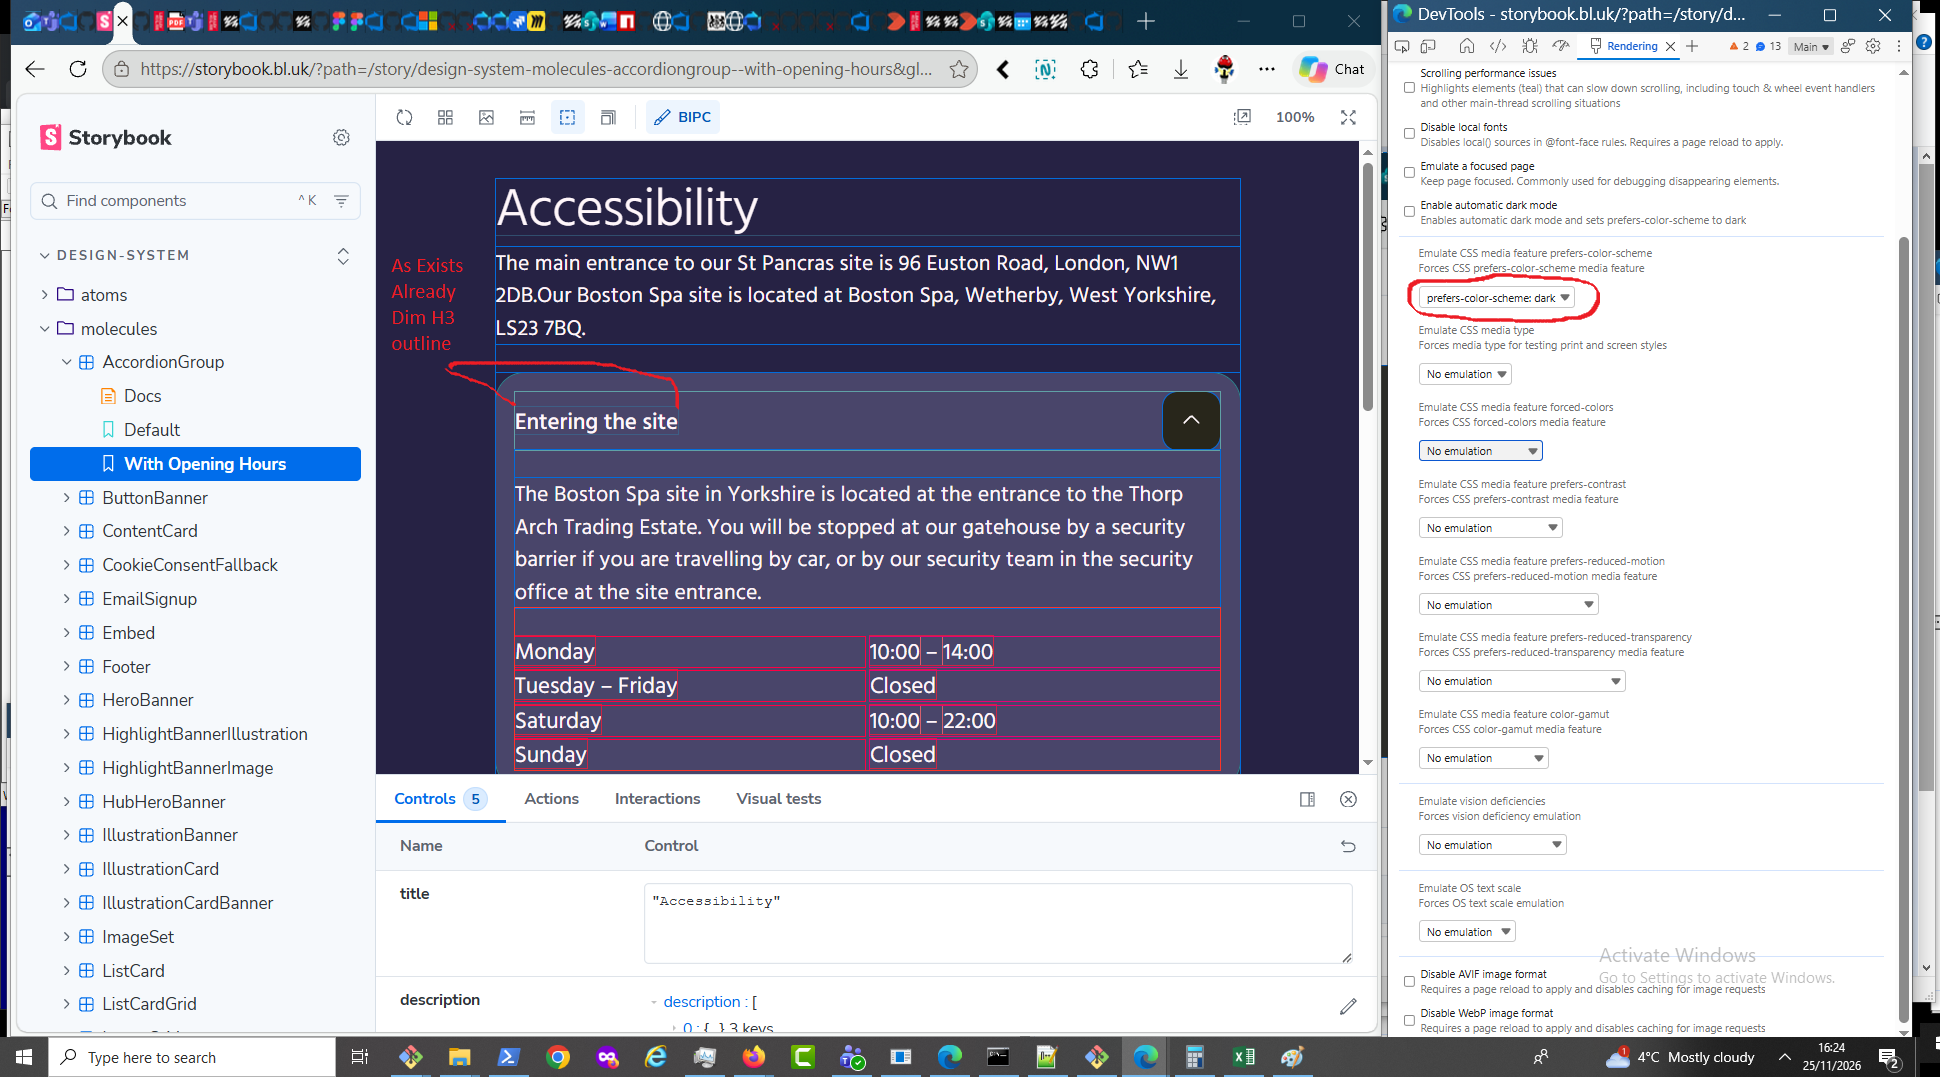 DevTools - storybook.bl.uk/?path=/story/d...
https://storybook.bl.uk/?path=/story/design-system-molecules-accordiongroup--with-opening-hours&gl...
Chat
Rendering
2
13
Main
Storybook
Find components
^ K
DESIGN-SYSTEM
atoms
molecules
AccordionGroup
Docs
Default
With Opening Hours
ButtonBanner
ContentCard
CookieConsentFallback
EmailSignup
Embed
Footer
HeroBanner
HighlightBannerIllustration
HighlightBannerImage
HubHeroBanner
IllustrationBanner
IllustrationCard
IllustrationCardBanner
ImageSet
ListCard
ListCardGrid
BIPC
100%
Accessibility
The main entrance to our St Pancras site is 96 Euston Road, London, NW1
2DB.Our Boston Spa site is located at Boston Spa, Wetherby, West Yorkshire,
LS23 7BQ.
As Exists
Already
Dim H3
outline
Entering the site
The Boston Spa site in Yorkshire is located at the entrance to the Thorp
Arch Trading Estate. You will be stopped at our gatehouse by a security
barrier if you are travelling by car, or by our security team in the security
office at the site entrance.
Monday 10:00 – 14:00
Tuesday – Friday Closed
Saturday 10:00 – 22:00
Sunday Closed
Controls 5
Actions
Interactions
Visual tests
Name
Control
title
"Accessibility"
description
description : [
0 : {...} 3 keys
Scrolling performance issues
Highlights elements (teal) that can slow down scrolling, including touch & wheel event handlers
and other main-thread scrolling situations
Disable local fonts
Disables local() sources in @font-face rules. Requires a page reload to apply.
Emulate a focused page
Keep page focused. Commonly used for debugging disappearing elements.
Enable automatic dark mode
Enables automatic dark mode and sets prefers-color-scheme to dark
Emulate CSS media feature prefers-color-scheme
Forces CSS prefers-color-scheme media feature
prefers-color-scheme: dark
Emulate CSS media type
Forces media type for testing print and screen styles
No emulation
Emulate CSS media feature forced-colors
Forces CSS forced-colors media feature
No emulation
Emulate CSS media feature prefers-contrast
Forces CSS prefers-contrast media feature
No emulation
Emulate CSS media feature prefers-reduced-motion
Forces CSS prefers-reduced-motion media feature
No emulation
Emulate CSS media feature prefers-reduced-transparency
Forces CSS prefers-reduced-transparency media feature
No emulation
Emulate CSS media feature color-gamut
Forces CSS color-gamut media feature
No emulation
Emulate vision deficiencies
Forces vision deficiency emulation
No emulation
Emulate OS text scale
Forces OS text scale emulation
No emulation
Activate Windows
Go to Settings to activate Windows.
Disable AVIF image format
Requires a page reload to apply and disables caching for image requests
Disable WebP image format
Requires a page reload to apply and disables caching for image requests
Type here to search
4°C Mostly cloudy
16:24
25/11/2026
2